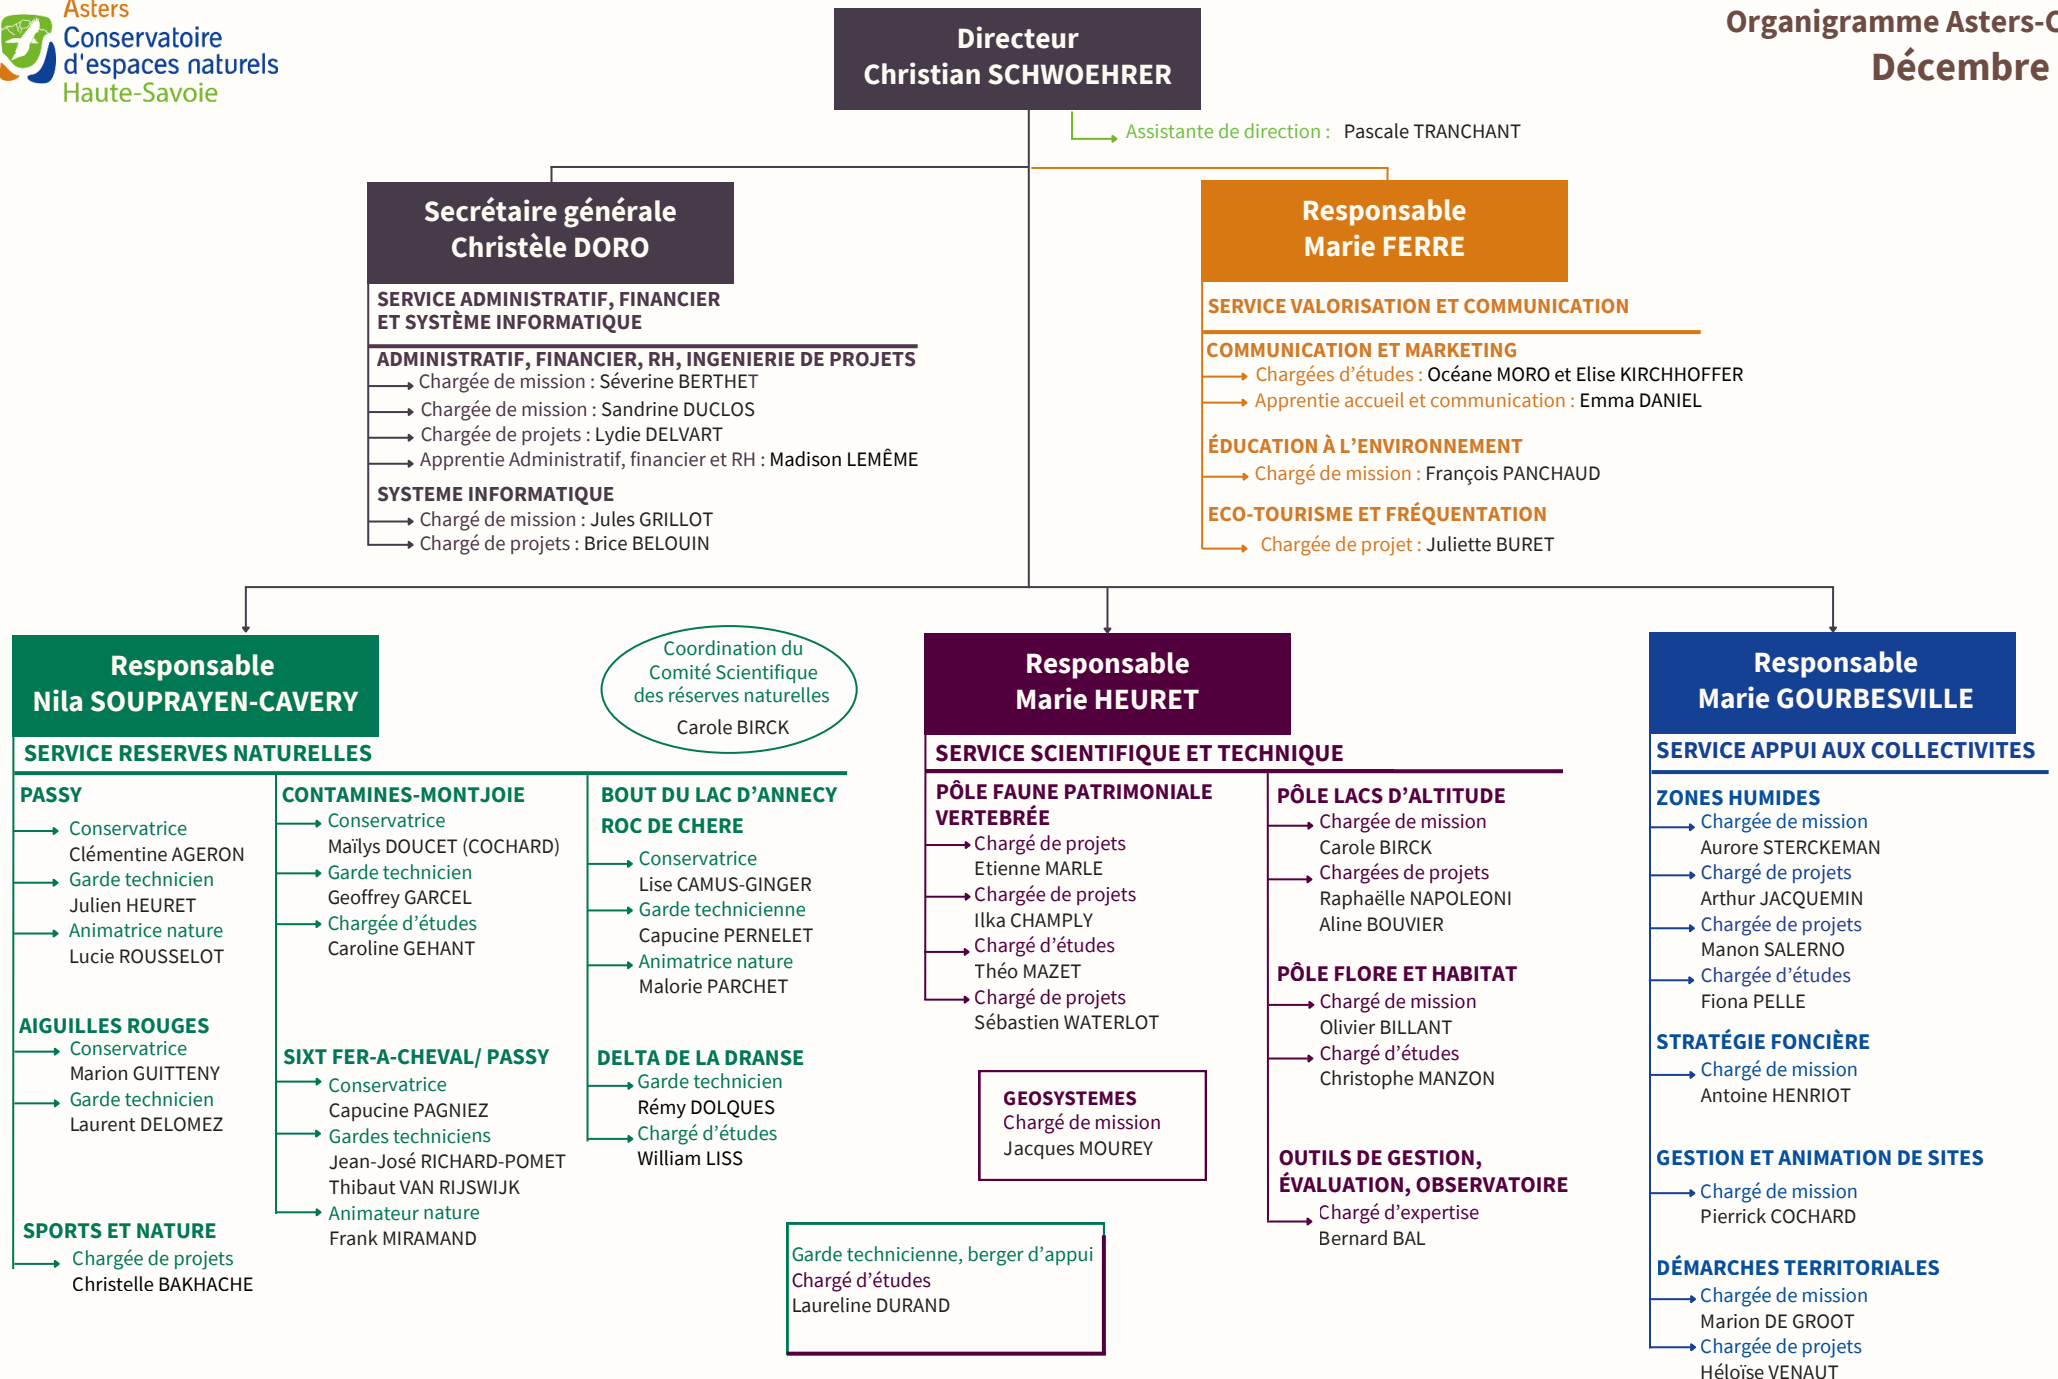 Asters
Conservatoire
d'espaces naturels
Haute-Savoie
Organigramme Asters-C
Décembre
Directeur
Christian SCHWOEHRER
Assistante de direction : Pascale TRANCHANT
Secrétaire générale
Christèle DORO
SERVICE ADMINISTRATIF, FINANCIER
ET SYSTÈME INFORMATIQUE
ADMINISTRATIF, FINANCIER, RH, INGENIERIE DE PROJETS
Chargée de mission : Séverine BERTHET
Chargée de mission : Sandrine DUCLOS
Chargée de projets : Lydie DELVART
Apprentie Administratif, financier et RH : Madison LEMÊME
SYSTEME INFORMATIQUE
Chargé de mission : Jules GRILLOT
Chargé de projets : Brice BELOUIN
Responsable
Marie FERRE
SERVICE VALORISATION ET COMMUNICATION
COMMUNICATION ET MARKETING
Chargées d'études : Océane MORO et Elise KIRCHHOFFER
Apprentie accueil et communication : Emma DANIEL
ÉDUCATION À L'ENVIRONNEMENT
Chargé de mission : François PANCHAUD
ECO-TOURISME ET FRÉQUENTATION
Chargée de projet : Juliette BURET
Responsable
Nila SOUPRAYEN-CAVERY
SERVICE RESERVES NATURELLES
Coordination du
Comité Scientifique
des réserves naturelles
Carole BIRCK
PASSY
Conservatrice
Clémentine AGERON
Garde technicien
Julien HEURET
Animatrice nature
Lucie ROUSSELOT
AIGUILLES ROUGES
Conservatrice
Marion GUITTENY
Garde technicien
Laurent DELOMEZ
SPORTS ET NATURE
Chargée de projets
Christelle BAKHACHE
CONTAMINES-MONTJOIE
Conservatrice
Maïlys DOUCET (COCHARD)
Garde technicien
Geoffrey GARCEL
Chargée d'études
Caroline GEHANT
SIXT FER-A-CHEVAL/ PASSY
Conservatrice
Capucine PAGNIEZ
Gardes techniciens
Jean-José RICHARD-POMET
Thibaut VAN RIJSWIJK
Animateur nature
Frank MIRAMAND
BOUT DU LAC D'ANNECY
ROC DE CHERE
Conservatrice
Lise CAMUS-GINGER
Garde technicienne
Capucine PERNELET
Animatrice nature
Malorie PARCHET
DELTA DE LA DRANSE
Garde technicien
Rémy DOLQUES
Chargé d'études
William LISS
Garde technicienne, berger d'appui
Chargé d'études
Laureline DURAND
Responsable
Marie HEURET
SERVICE SCIENTIFIQUE ET TECHNIQUE
PÔLE FAUNE PATRIMONIALE
VERTEBRÉE
Chargé de projets
Etienne MARLE
Chargée de projets
Ilka CHAMPLY
Chargé d'études
Théo MAZET
Chargé de projets
Sébastien WATERLOT
GEOSYSTEMES
Chargé de mission
Jacques MOUREY
PÔLE LACS D'ALTITUDE
Chargée de mission
Carole BIRCK
Chargées de projets
Raphaëlle NAPOLEONI
Aline BOUVIER
PÔLE FLORE ET HABITAT
Chargé de mission
Olivier BILLANT
Chargé d'études
Christophe MANZON
OUTILS DE GESTION,
ÉVALUATION, OBSERVATOIRE
Chargé d'expertise
Bernard BAL
Responsable
Marie GOURBESVILLE
SERVICE APPUI AUX COLLECTIVITES
ZONES HUMIDES
Chargée de mission
Aurore STERCKEMAN
Chargé de projets
Arthur JACQUEMIN
Chargée de projets
Manon SALERNO
Chargée d'études
Fiona PELLE
STRATÉGIE FONCIÈRE
Chargé de mission
Antoine HENRIOT
GESTION ET ANIMATION DE SITES
Chargé de mission
Pierrick COCHARD
DÉMARCHES TERRITORIALES
Chargée de mission
Marion DE GROOT
Chargée de projets
Héloïse VENAUT